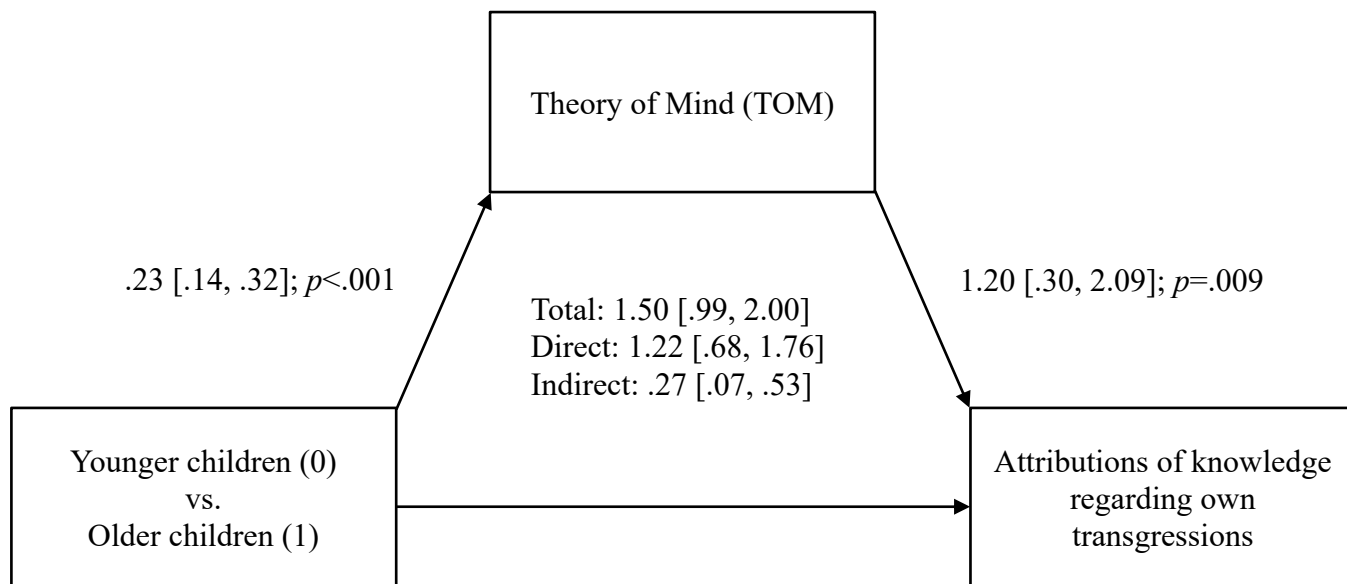 Theory of Mind (TOM)
.23 [.14, .32]; p<.001
1.20 [.30, 2.09]; p=.009
Total: 1.50 [.99, 2.00]
Direct: 1.22 [.68, 1.76]
Indirect: .27 [.07, .53]
Younger children (0)
vs.
Older children (1)
Attributions of knowledge
regarding own
transgressions